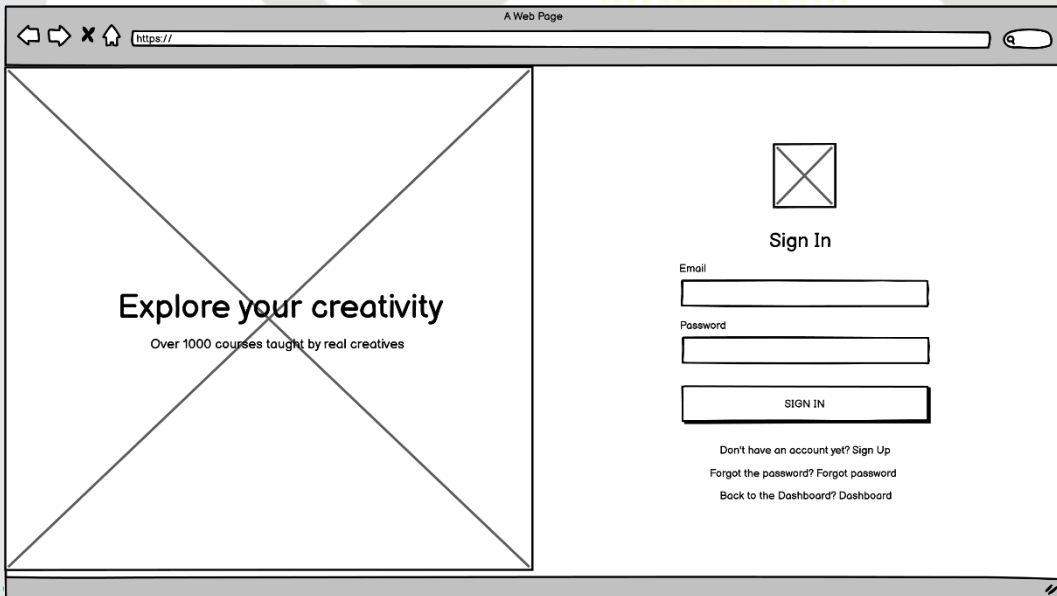 A Web Page
https://
Explore your creativity
Over 1000 courses taught by real creatives
Sign In
Email
Password
SIGN IN
Don't have an account yet? Sign Up
Forgot the password? Forgot password
Back to the Dashboard? Dashboard